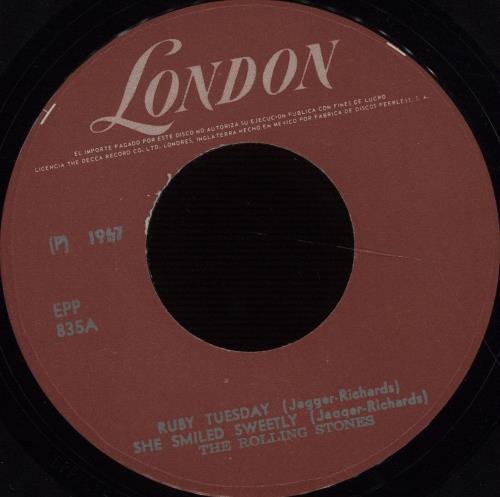 LONDON
EL IMPORTE PAGADO POR ESTE DISCO NO AUTORIZA SU EJECUCION PUBLICA CON FINES DE LUCRO
LICENCIA THE DECCA RECORD CO. LTD. LONDRES, INGLATERRA HECHO EN MEXICO POR FABRICA DE DISCOS PEERLESS, S. A.
(P) 1967
EPP
835A
RUBY TUESDAY (Jagger-Richards)
SHE SMILED SWEETLY (Jagger-Richards)
THE ROLLING STONES